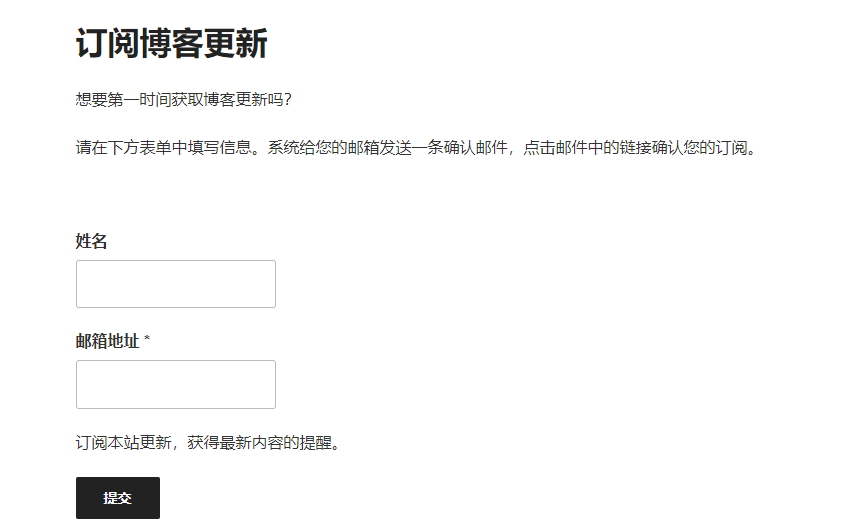 订阅博客更新
想要第一时间获取博客更新吗？
请在下方表单中填写信息。系统给您的邮箱发送一条确认邮件，点击邮件中的链接确认您的订阅。
姓名
邮箱地址 *
订阅本站更新，获得最新内容的提醒。
提交